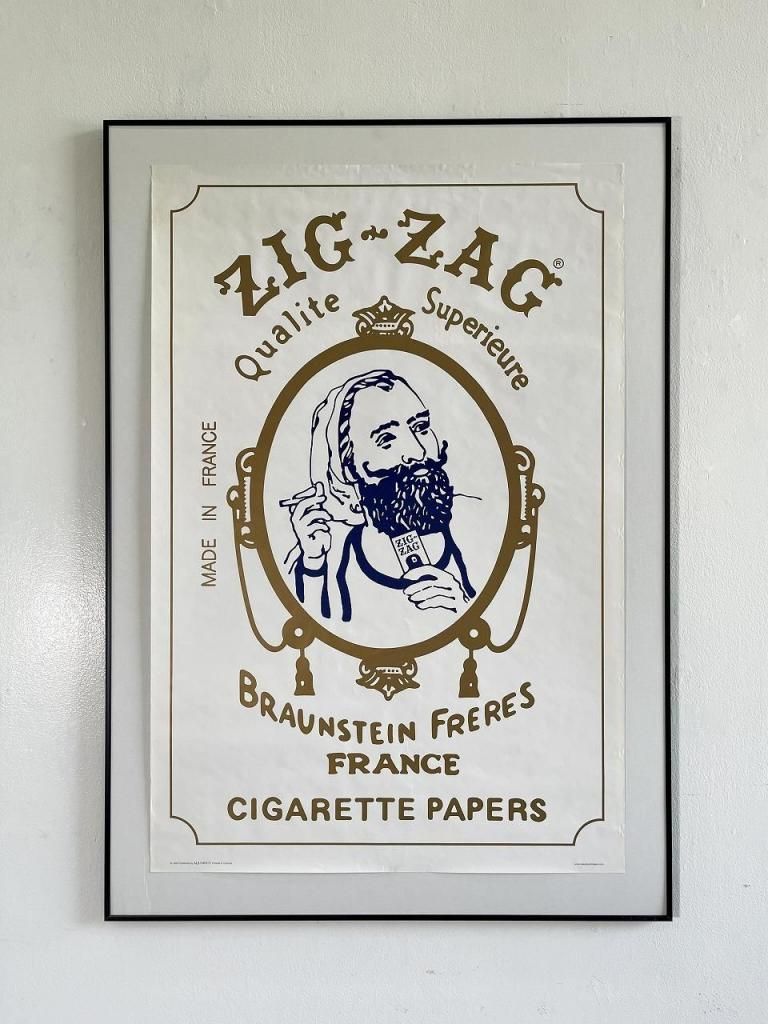 ZIG-ZAG®
Qualite Superieure
MADE IN FRANCE
ZIG-
ZAG
BRAUNSTEIN FRERES
FRANCE
CIGARETTE PAPERS